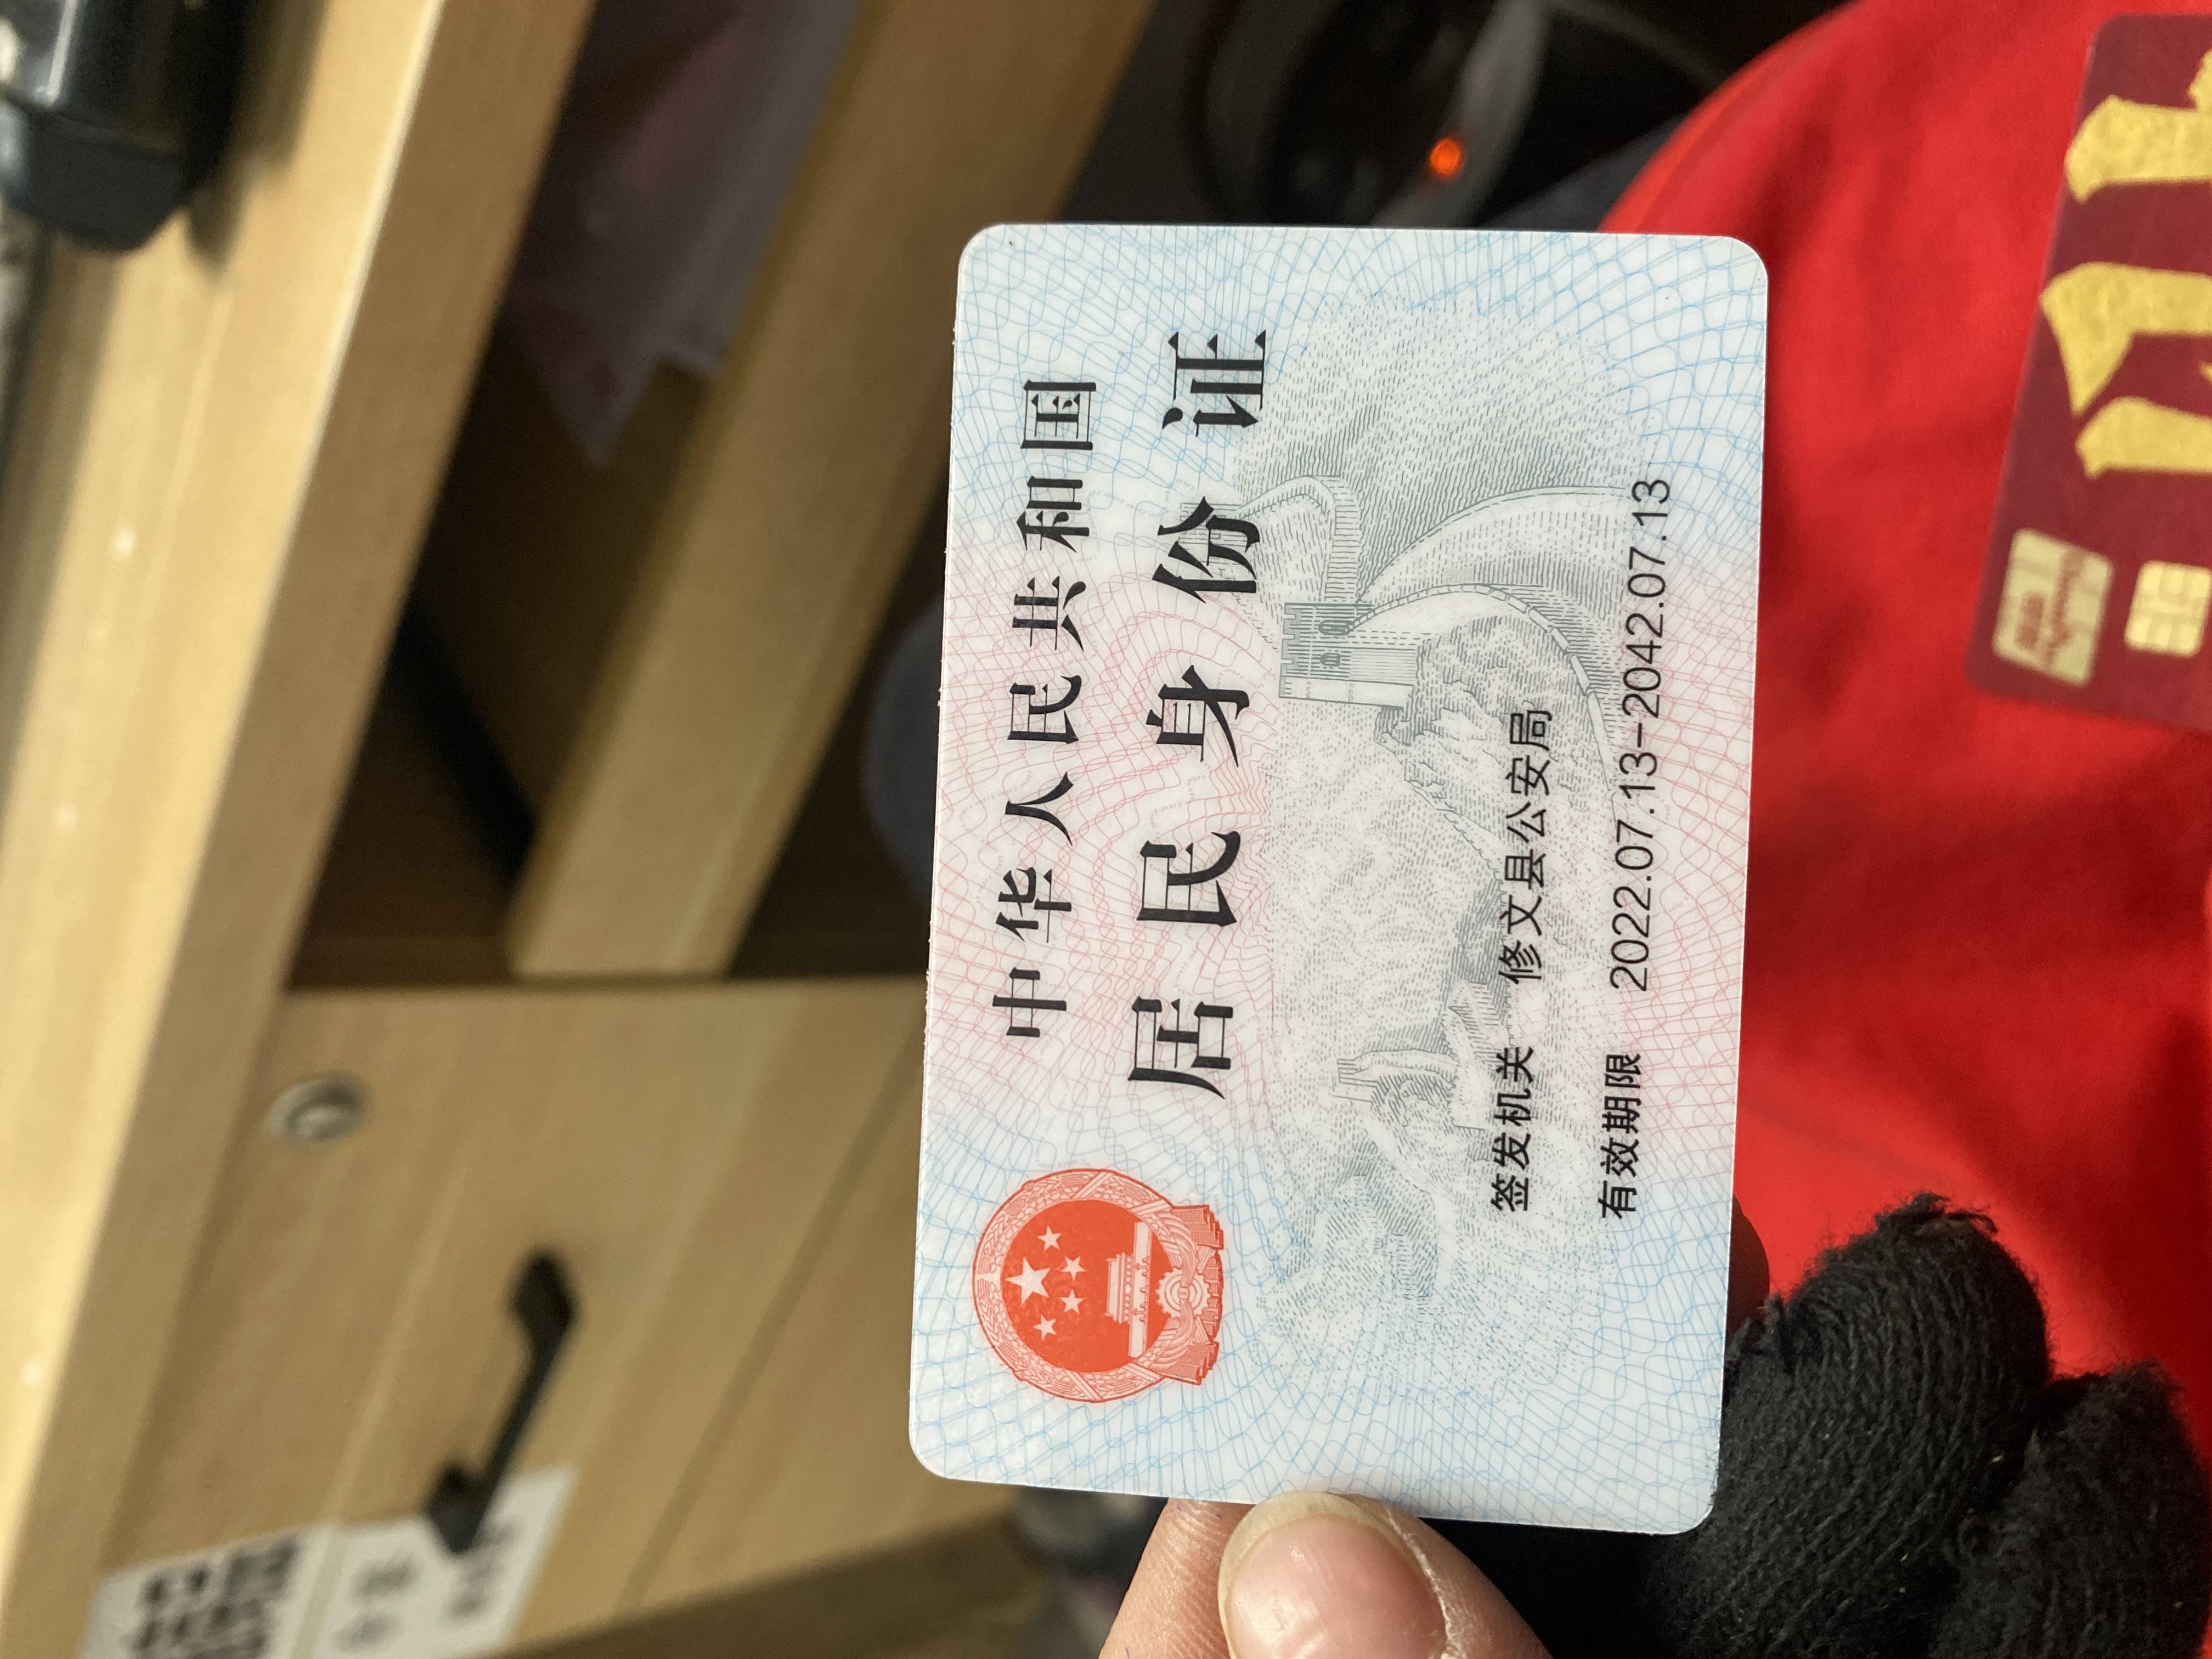 中华人民共和国
居民身份证
签发机关 修文县公安局
有效期限 2022.07.13-2042.07.13